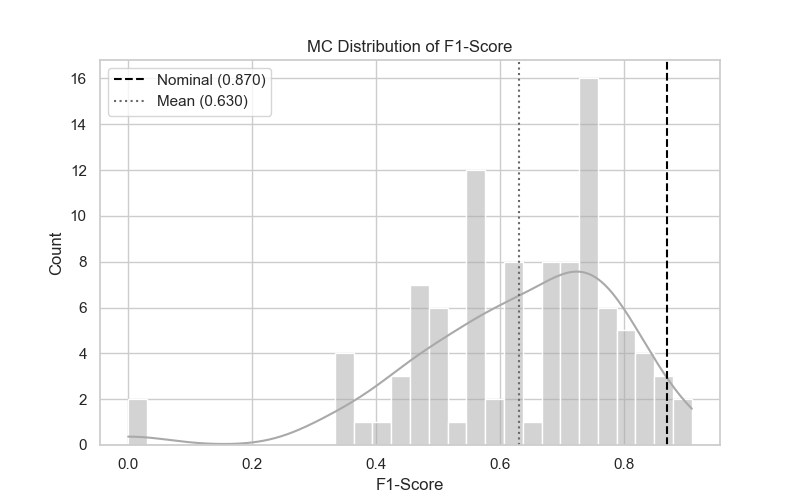 MC Distribution of F1-Score
Nominal (0.870)
Mean (0.630)
16
14
12
10
8
6
4
2
0
Count
0.0 0.2 0.4 0.6 0.8
F1-Score